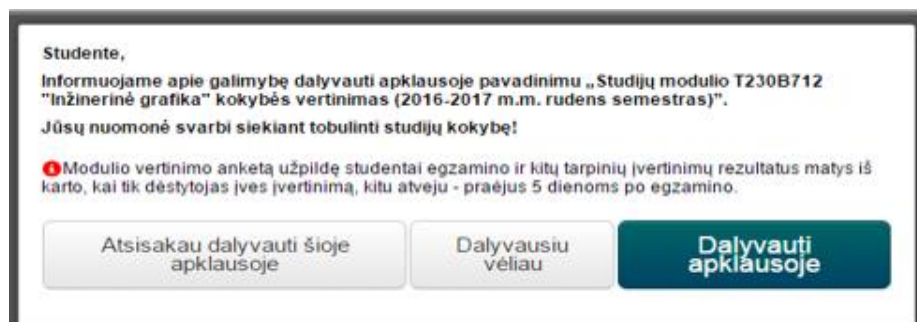 Studente,
Informuojame apie galimybę dalyvauti apklausoje pavadinimu „Studijų modulio T230B712
"Inžinerinė grafika" kokybės vertinimas (2016-2017 m.m. rudens semestras)”.
Jūsų nuomonė svarbi siekiant tobulinti studijų kokybę!
Modulio vertinimo anketą užpildę studentai egzamino ir kitų tarpinių įvertinimų rezultatus matys iš
karto, kai tik dėstytojas įves įvertinimą, kitu atveju - praėjus 5 dienoms po egzamino.
Atsisakau dalyvauti šioje
apklausoje
Dalyvausiu
vėliau
Dalyvauti
apklausoje